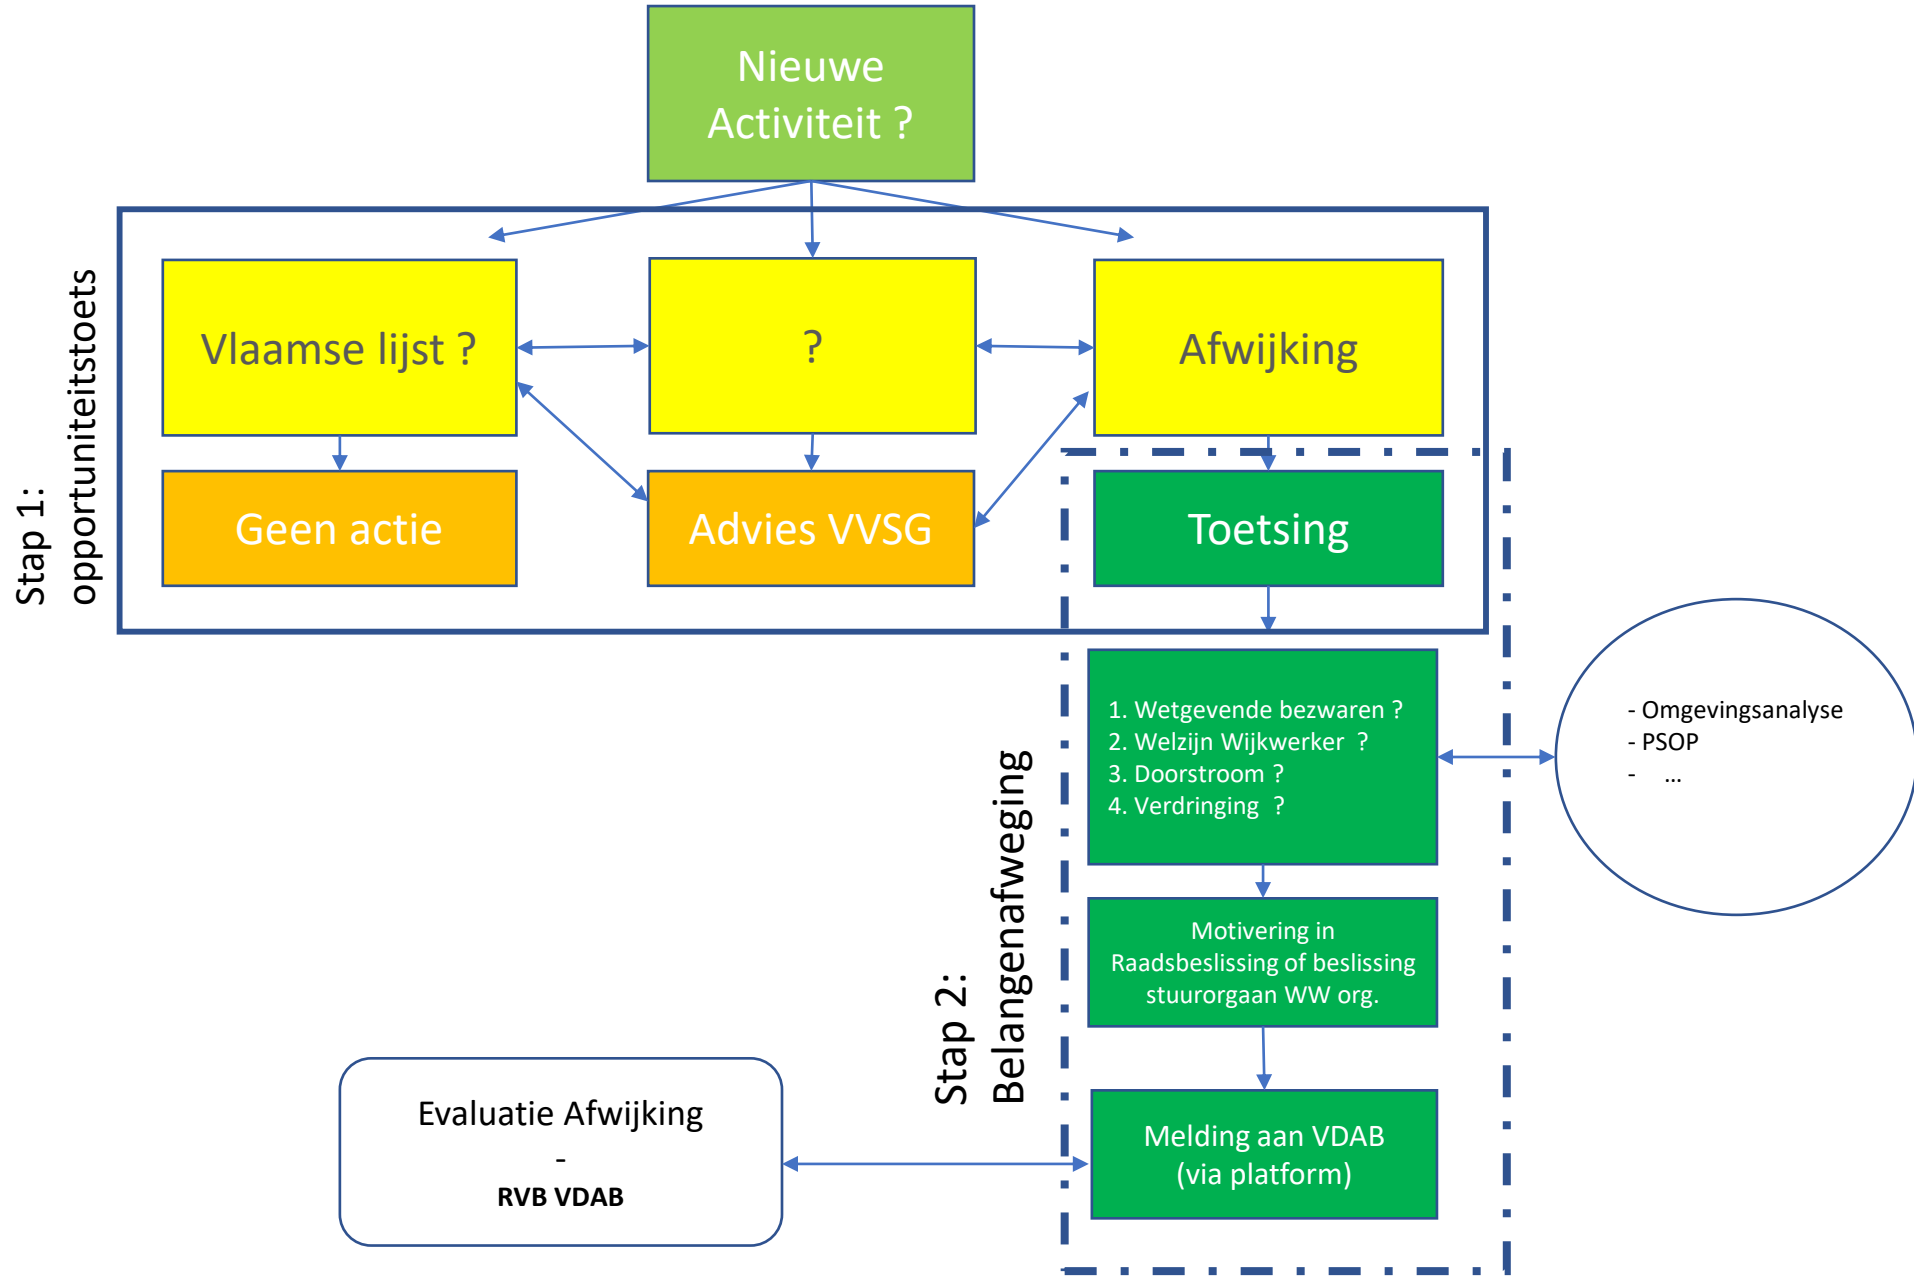 Nieuwe
Activiteit ?
Stap 1:
opportuniteitstoets
Vlaamse lijst ?
?
Afwijking
Geen actie
Advies VVSG
Toetsing
1. Wetgevende bezwaren ?
2. Welzijn Wijkwerker ?
3. Doorstroom ?
4. Verdringing ?
- Omgevingsanalyse
- PSOP
- ...
Stap 2:
Belangenafweging
Motivering in
Raadsbeslissing of beslissing
stuurorgaan WW org.
Evaluatie Afwijking
-
RVB VDAB
Melding aan VDAB
(via platform)